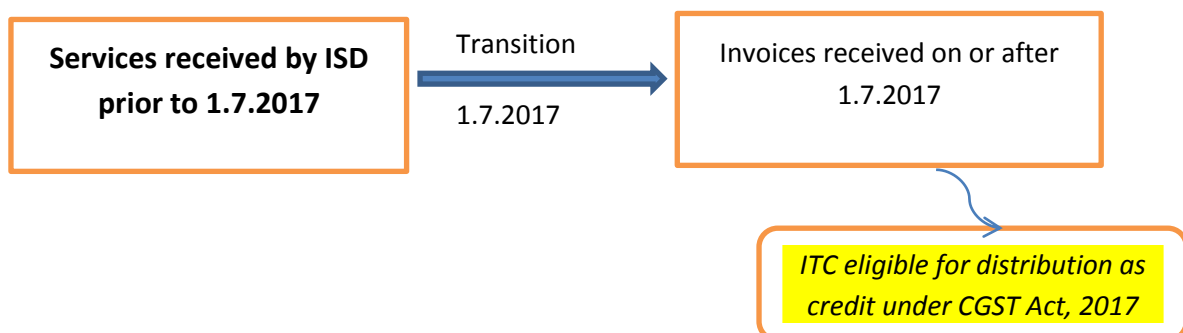 Services received by ISD
prior to 1.7.2017
Transition
1.7.2017
Invoices received on or after
1.7.2017
ITC eligible for distribution as
credit under CGST Act, 2017